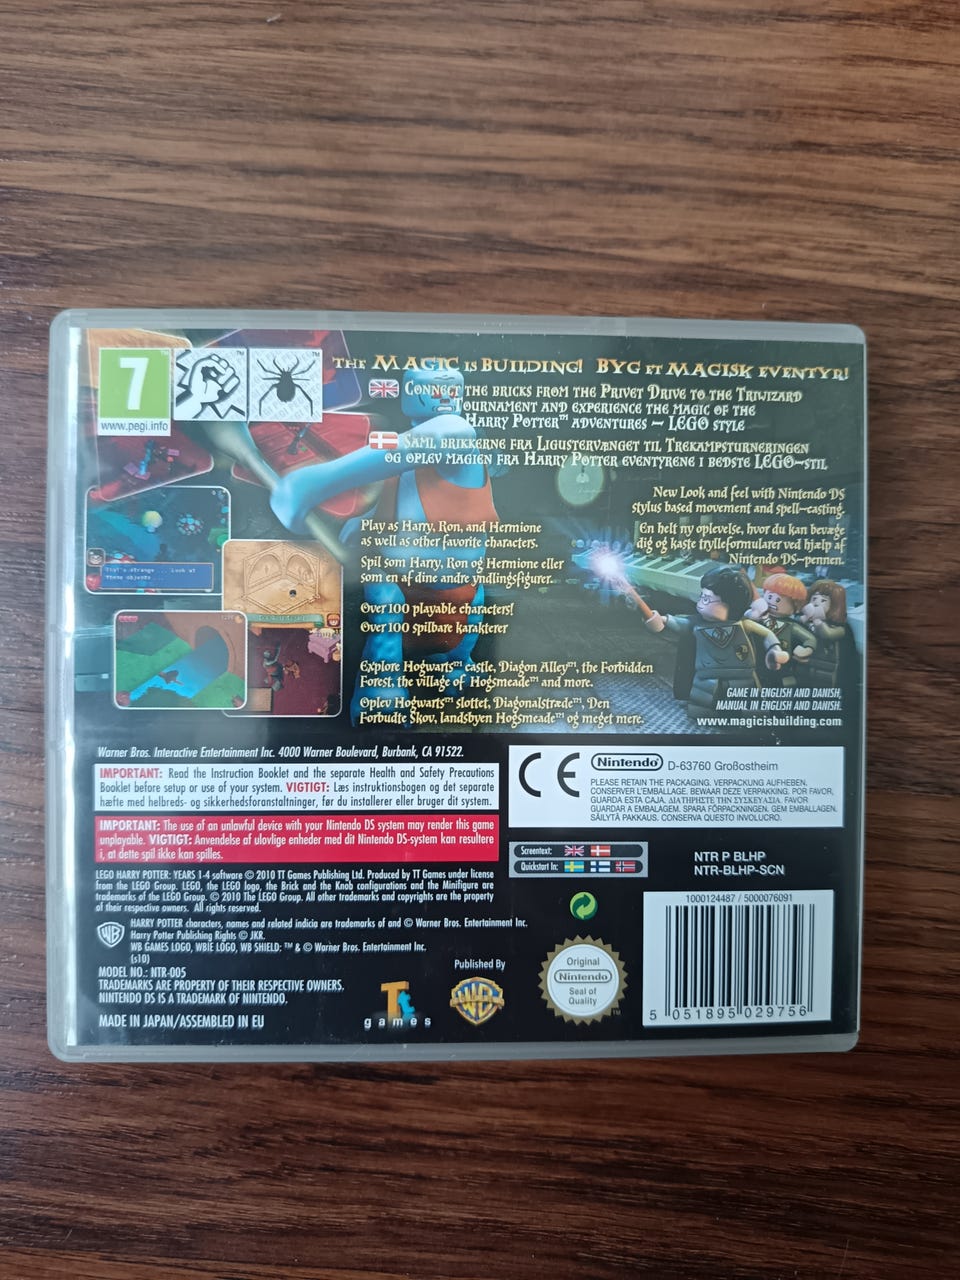 7
www.pegi.info
THE MAGIC IS BUILDING! BYG ET MAGISK EVENTYR!
CONNECT THE BRICKS FROM THE PRIVET DRIVE TO THE TRIWIZARD
TOURNAMENT AND EXPERIENCE THE MAGIC OF THE
HARRY POTTER™ ADVENTURES – LEGO STYLE
SAML BRIKKERNE FRA LIGUSTERVÆNGET TIL TREKAMPSTURNERINGEN
OG OPLEV MAGIEN FRA HARRY POTTER EVENTYRENE I BEDSTE LEGO-STIL
New Look and feel with Nintendo DS
stylus based movement and spell-casting.
En helt ny oplevelse, hvor du kan bevæge
dig og kaste trylleformularer ved hjælp af
Nintendo DS-pennen.
Play as Harry, Ron, and Hermione
as well as other favorite characters.
Spil som Harry, Ron og Hermione eller
som en af dine andre yndlingsfigurer.
Over 100 playable characters!
Over 100 spilbare karakterer
That's strange ... Look at
these objects...
Explore Hogwarts™ castle, Diagon Alley™, the Forbidden
Forest, the village of Hogsmeade™ and more.
Oplev Hogwarts™ slottet, Diagonalstræde™, Den
Forbudte Skov, landsbyen Hogsmeade™ og meget mere.
GAME IN ENGLISH AND DANISH,
MANUAL IN ENGLISH AND DANISH.
www.magicisbuilding.com
Warner Bros. Interactive Entertainment Inc. 4000 Warner Boulevard, Burbank, CA 91522.
IMPORTANT: Read the Instruction Booklet and the separate Health and Safety Precautions
Booklet before setup or use of your system. VIGTIGT: Læs instruktionsbogen og det separate
hæfte med helbreds- og sikkerhedsforanstaltninger, før du installerer eller bruger dit system.
IMPORTANT: The use of an unlawful device with your Nintendo DS system may render this game
unplayable. VIGTIGT: Anvendelse af ulovlige enheder med dit Nintendo DS-system kan resultere
i, at dette spil ikke kan spilles.
CE Nintendo D-63760 Großostheim
PLEASE RETAIN THE PACKAGING. VERPACKUNG AUFHEBEN.
CONSERVER L'EMBALLAGE. BEWAAR DEZE VERPAKKING. POR FAVOR,
GUARDA ESTA CAJA. ΔΙΑΤΗΡΗΣΤΕ ΤΗΝ ΣΥΣΚΕΥΑΣΙΑ. FAVOR
GUARDAR A EMBALAGEM. SPARA FÖRPACKNINGEN. GEM EMBALLAGEN.
SÄILYTÄ PAKKAUS. CONSERVA QUESTO INVOLUCRO.
Screentext:
Quickstart In:
NTR P BLHP
NTR-BLHP-SCN
LEGO HARRY POTTER: YEARS 1-4 software © 2010 TT Games Publishing Ltd. Produced by TT Games under license
from the LEGO Group. LEGO, the LEGO logo, the Brick and the Knob configurations and the Minifigure are
trademarks of the LEGO Group. © 2010 The LEGO Group. All other trademarks and copyrights are the property
of their respective owners. All rights reserved.
WB
HARRY POTTER characters, names and related indicia are trademarks of and © Warner Bros. Entertainment Inc.
Harry Potter Publishing Rights © JKR.
WB GAMES LOGO, WBIE LOGO, WB SHIELD: ™ & © Warner Bros. Entertainment Inc.
(s10)
MODEL NO.: NTR-005
TRADEMARKS ARE PROPERTY OF THEIR RESPECTIVE OWNERS.
NINTENDO DS IS A TRADEMARK OF NINTENDO.
MADE IN JAPAN/ASSEMBLED IN EU
TT
games
Published By
WB
GAMES
Original
Nintendo
Seal of
Quality
TM
1000124487 / 5000076091
5 051895 029756